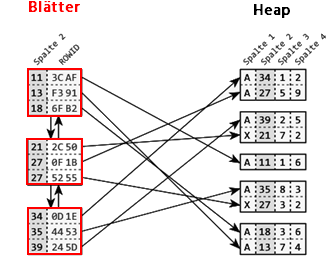 Blätter
Heap
Spalte 2
ROWID
Spalte 1
Spalte 2
Spalte 3
Spalte 4
11 3C AF
13 F3 91
18 6F B2
21 2C 50
27 0F 1B
27 52 55
34 0D 1E
35 44 53
39 24 5D
A 34 1 2
A 27 5 9
A 39 2 5
X 21 7 2
A 11 1 6
A 35 8 3
X 27 3 2
A 18 3 6
A 13 7 4